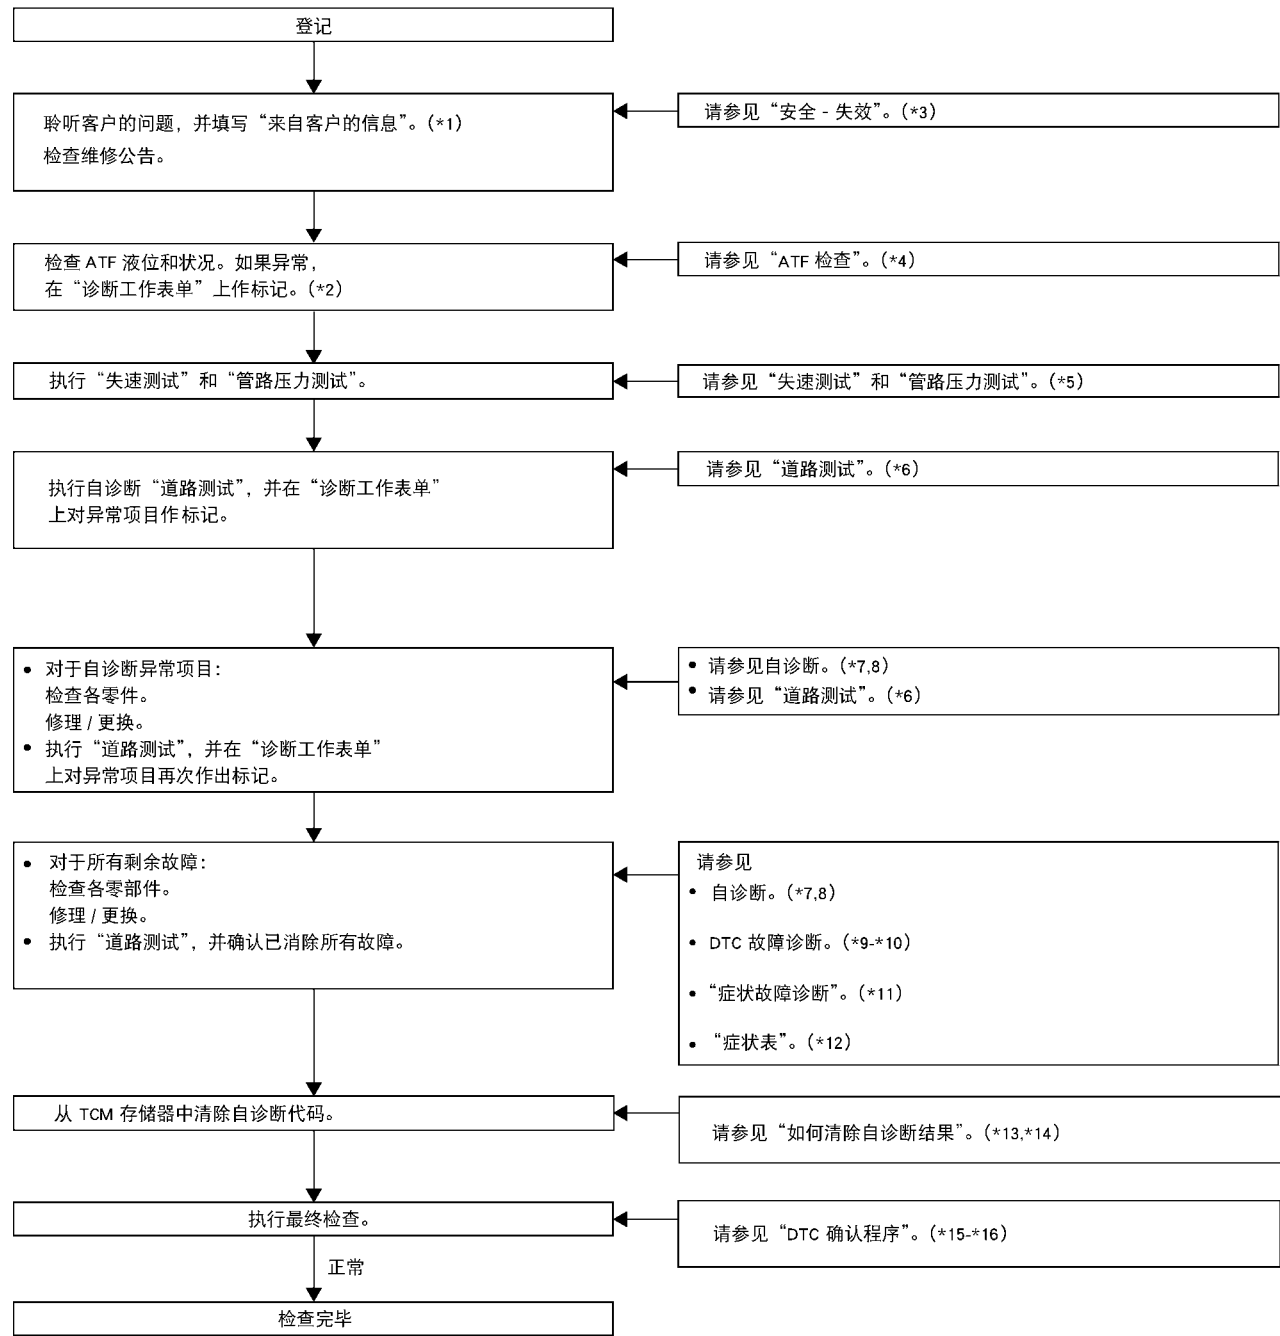 登记
聆听客户的问题，并填写“来自客户的信息”。(*1)
检查维修公告。
请参见“安全 - 失效”。(*3)
检查 ATF 液位和状况。如果异常，
在“诊断工作表单”上作标记。(*2)
请参见“ATF 检查”。(*4)
执行“失速测试”和“管路压力测试”。
请参见“失速测试”和“管路压力测试”。(*5)
执行自诊断“道路测试”，并在“诊断工作表单”
上对异常项目作标记。
请参见“道路测试”。(*6)
• 对于自诊断异常项目：
检查各零件。
修理 / 更换。
• 执行“道路测试”，并在“诊断工作表单”
上对异常项目再次作出标记。
• 请参见自诊断。(*7,8)
• 请参见“道路测试”。(*6)
• 对于所有剩余故障：
检查各零部件。
修理 / 更换。
• 执行“道路测试”，并确认已消除所有故障。
请参见
• 自诊断。(*7,8)
• DTC 故障诊断。(*9-*10)
• “症状故障诊断”。(*11)
• “症状表”。(*12)
从 TCM 存储器中清除自诊断代码。
请参见“如何清除自诊断结果”。(*13,*14)
执行最终检查。
请参见“DTC 确认程序”。(*15-*16)
正常
检查完毕